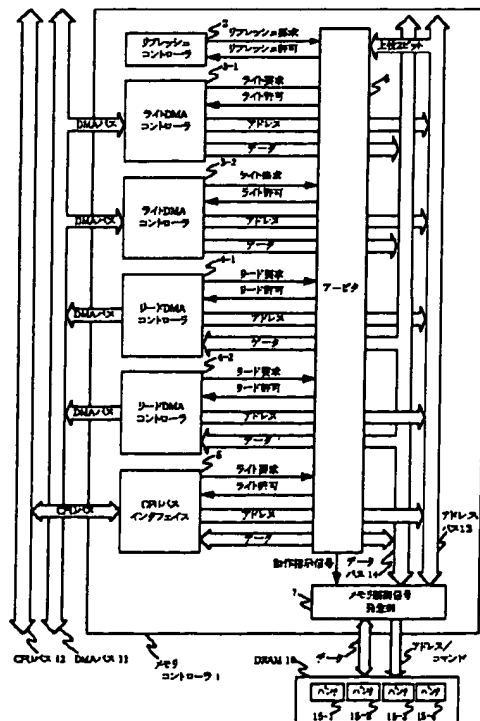 2
リフレッシュ
コントローラ
リフレッシュ要求
リフレッシュ許可
上位2ビット
3-1
ライトDMA
コントローラ
DMAバス
ライト要求
ライト許可
アドレス
データ
3-2
ライトDMA
コントローラ
DMAバス
ライト要求
ライト許可
アドレス
データ
4-1
リードDMA
コントローラ
DMAバス
リード要求
リード許可
アドレス
データ
アービタ
4-2
リードDMA
コントローラ
DMAバス
リード要求
リード許可
アドレス
データ
5
CPUバス
インタフェイス
CPUバス
ライト要求
ライト許可
アドレス
データ
動作指示信号
データ
バス14
アドレス
バス13
7
メモリ制御信号
発生部
CPUバス12
DMAバス11
メモリ
コントローラ1
データ
アドレス/
コマンド
DRAM 10
バンク
バンク
バンク
バンク
15-1